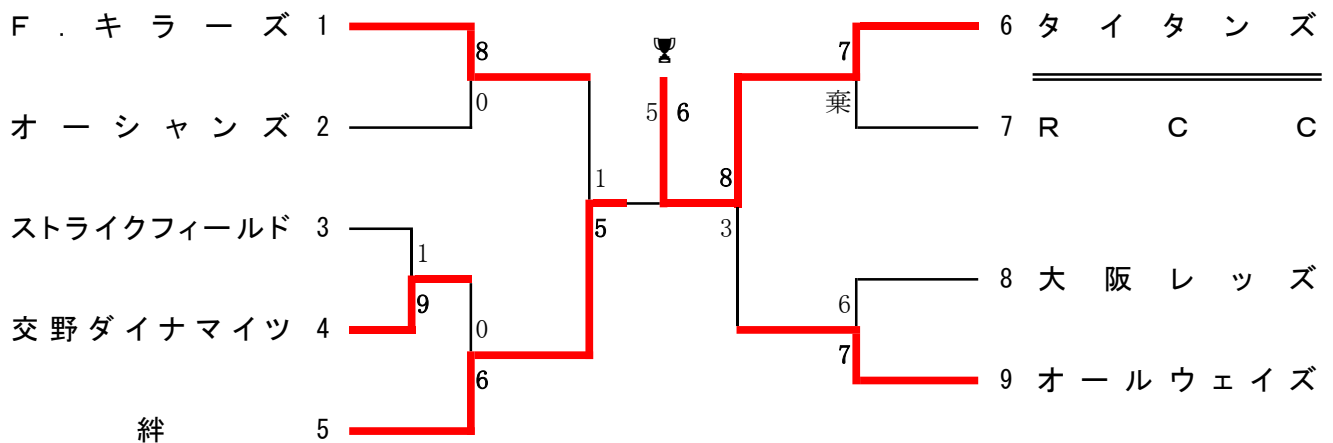 F.キラーズ 1
8
0
オーシャンズ 2
ストライクフィールド 3
1
9
交野ダイナマイツ 4
0
6
絆 5
1
5
5 6
8
3
6 タイタンズ
7
棄
7 RCC
8 大阪レッズ
6
7
9 オールウェイズ